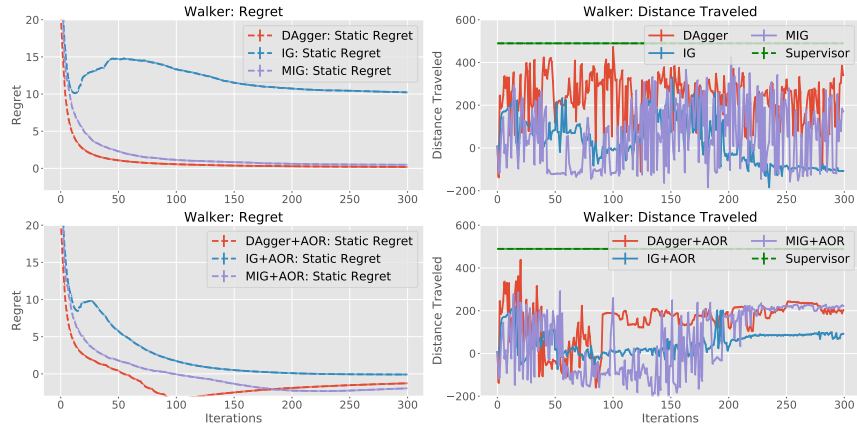 Walker: Regret
20
15
10
5
0
Regret
0
50
100
150
200
250
300
DAgger: Static Regret
IG: Static Regret
MIG: Static Regret
Walker: Distance Traveled
600
400
200
0
−200
Distance Traveled
0
50
100
150
200
250
300
DAgger
IG
MIG
Supervisor
Walker: Regret
20
15
10
5
0
Regret
0
50
100
150
200
250
300
Iterations
DAgger+AOR: Static Regret
IG+AOR: Static Regret
MIG+AOR: Static Regret
Walker: Distance Traveled
600
400
200
0
−200
Distance Traveled
0
50
100
150
200
250
300
Iterations
DAgger+AOR
IG+AOR
MIG+AOR
Supervisor